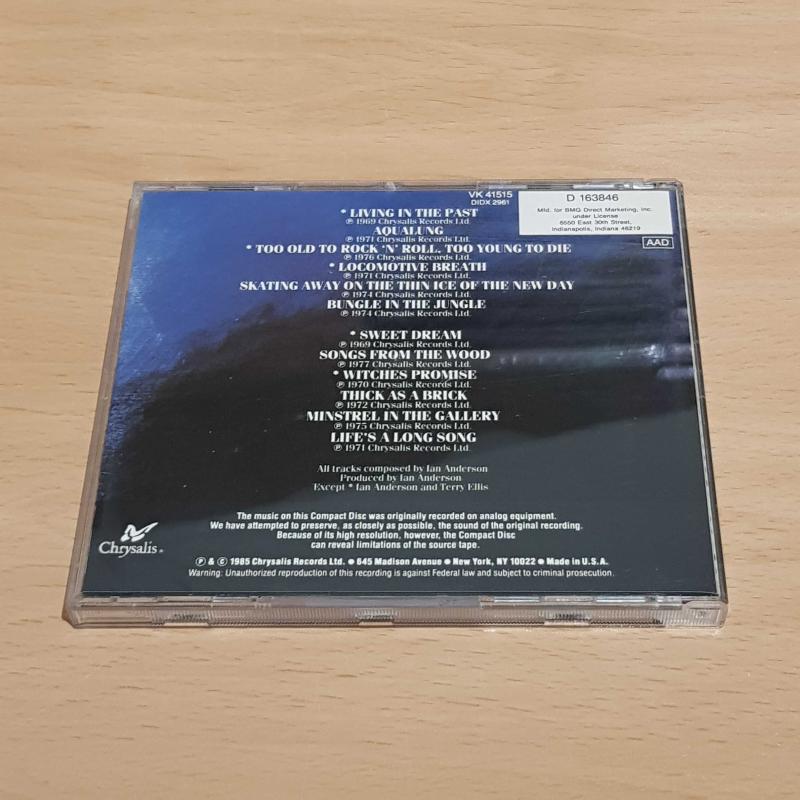 VK 41515
DIDX 2961
D 163846
Mfd. for BMG Direct Marketing, Inc.
under License
6550 East 30th Street,
Indianapolis, Indiana 46219
AAD
* LIVING IN THE PAST
℗ 1969 Chrysalis Records Ltd.
AQUALUNG
℗ 1971 Chrysalis Records Ltd.
* TOO OLD TO ROCK 'N' ROLL. TOO YOUNG TO DIE
℗ 1976 Chrysalis Records Ltd.
* LOCOMOTIVE BREATH
℗ 1971 Chrysalis Records Ltd.
SKATING AWAY ON THE THIN ICE OF THE NEW DAY
℗ 1974 Chrysalis Records Ltd.
BUNGLE IN THE JUNGLE
℗ 1974 Chrysalis Records Ltd.
* SWEET DREAM
℗ 1969 Chrysalis Records Ltd.
SONGS FROM THE WOOD
℗ 1977 Chrysalis Records Ltd.
* WITCHES PROMISE
℗ 1970 Chrysalis Records Ltd.
THICK AS A BRICK
℗ 1972 Chrysalis Records Ltd.
MINSTREL IN THE GALLERY
℗ 1975 Chrysalis Records Ltd.
LIFE'S A LONG SONG
℗ 1971 Chrysalis Records Ltd.
All tracks composed by Ian Anderson
Produced by Ian Anderson
Except * Ian Anderson and Terry Ellis
The music on this Compact Disc was originally recorded on analog equipment.
We have attempted to preserve, as closely as possible, the sound of the original recording.
Because of its high resolution, however, the Compact Disc
can reveal limitations of the source tape.
Chrysalis ®
℗ & © 1985 Chrysalis Records Ltd. ● 645 Madison Avenue ● New York, NY 10022 ● Made in U.S.A.
Warning: Unauthorized reproduction of this recording is against Federal law and subject to criminal prosecution.